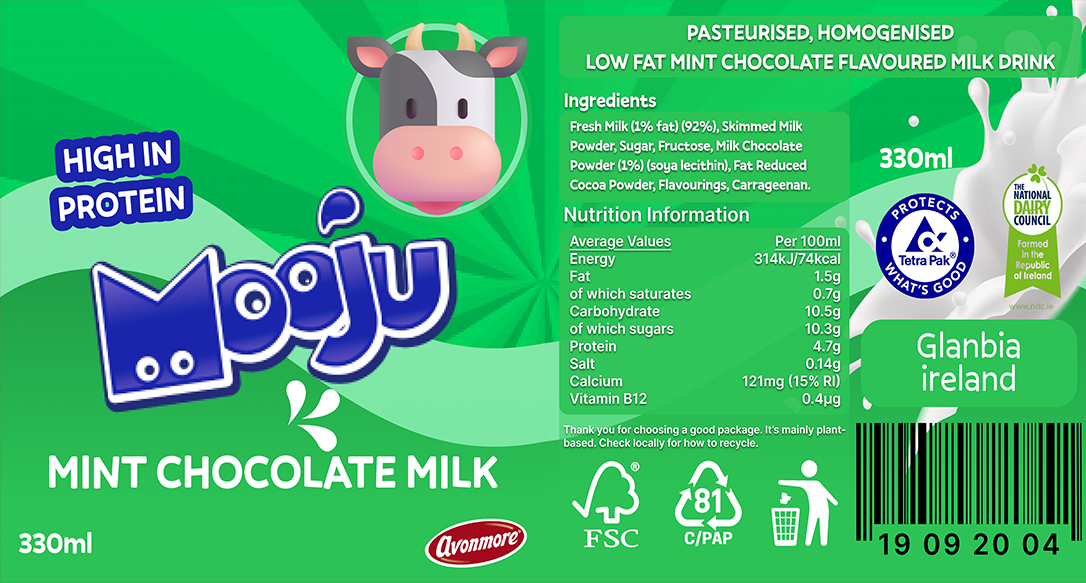 HIGH IN
PROTEIN
Mooju
MINT CHOCOLATE MILK
330ml
avonmore®
PASTEURISED, HOMOGENISED
LOW FAT MINT CHOCOLATE FLAVOURED MILK DRINK
Ingredients
Fresh Milk (1% fat) (92%), Skimmed Milk
Powder, Sugar, Fructose, Milk Chocolate
Powder (1%) (soya lecithin), Fat Reduced
Cocoa Powder, Flavourings, Carrageenan.
Nutrition Information
Average Values Per 100ml
Energy 314kJ/74kcal
Fat 1.5g
of which saturates 0.7g
Carbohydrate 10.5g
of which sugars 10.3g
Protein 4.7g
Salt 0.14g
Calcium 121mg (15% RI)
Vitamin B12 0.4µg
Thank you for choosing a good package. It's mainly plant-
based. Check locally for how to recycle.
®
FSC
81
C/PAP
330ml
PROTECTS
Tetra Pak®
WHAT'S GOOD
THE
NATIONAL
DAIRY
COUNCIL
Farmed
in the
Republic
of Ireland
www.ndc.ie
Glanbia
ireland
19 09 20 04